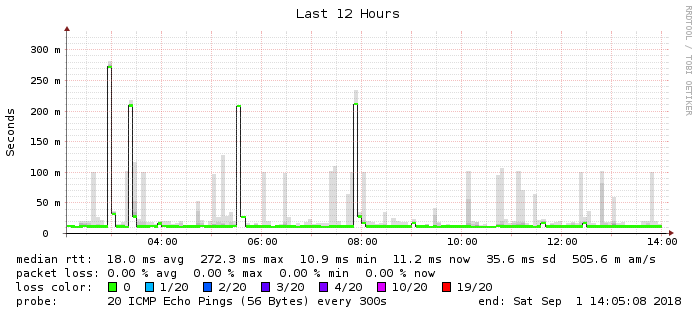 Last 12 Hours
RRDTOOL / TOBI OETIKER
Seconds
300 m
250 m
200 m
150 m
100 m
50 m
0
04:00 06:00 08:00 10:00 12:00 14:00
median rtt: 18.0 ms avg 272.3 ms max 10.9 ms min 11.2 ms now 35.6 ms sd 505.6 m am/s
packet loss: 0.00 % avg 0.00 % max 0.00 % min 0.00 % now
loss color: 0 1/20 2/20 3/20 4/20 10/20 19/20
probe: 20 ICMP Echo Pings (56 Bytes) every 300s end: Sat Sep 1 14:05:08 2018